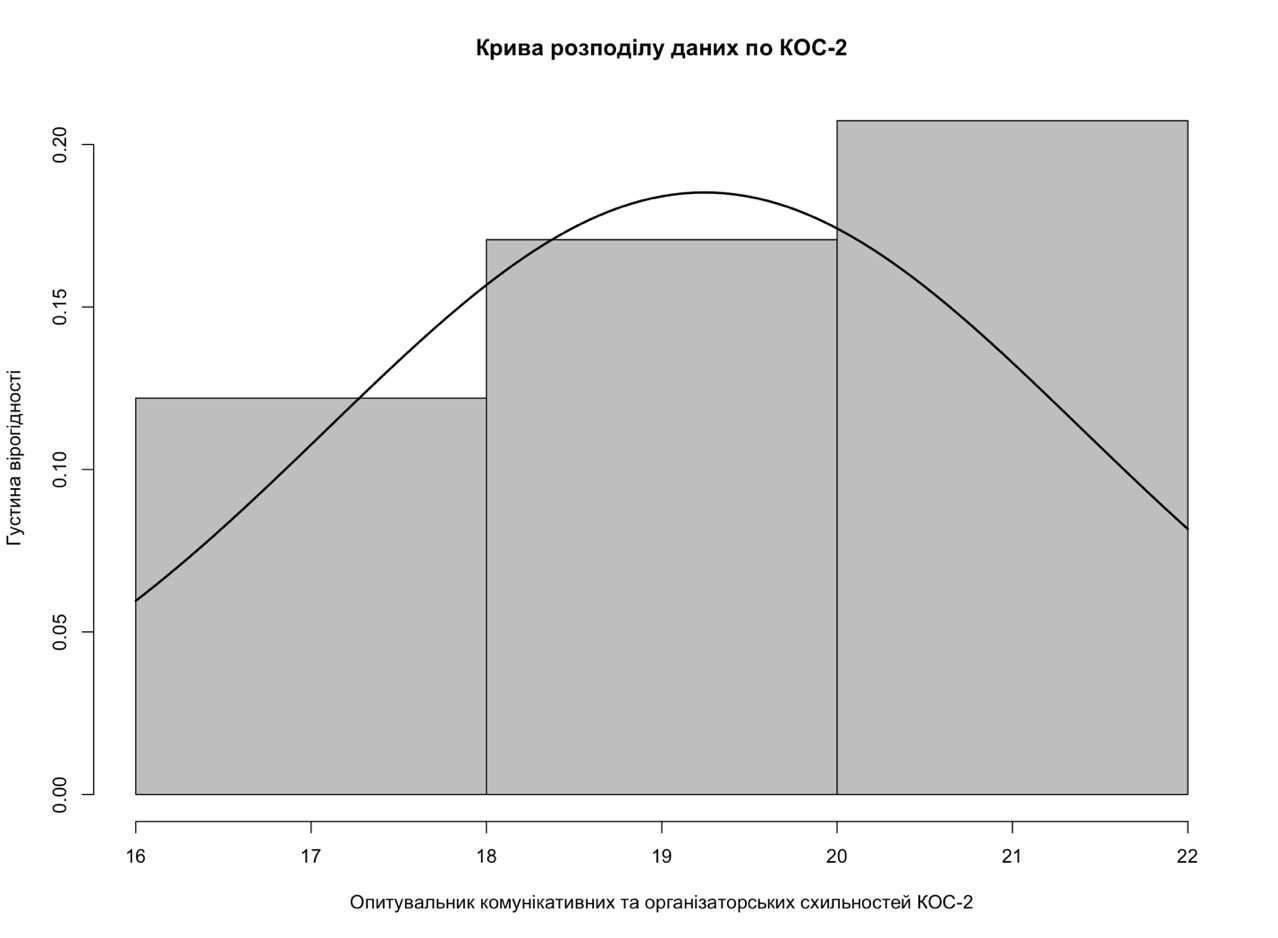 Крива розподілу даних по КОС-2
Густина вірогідності
0.20
0.15
0.10
0.05
0.00
16 17 18 19 20 21 22
Опитувальник комунікативних та організаторських схильностей КОС-2